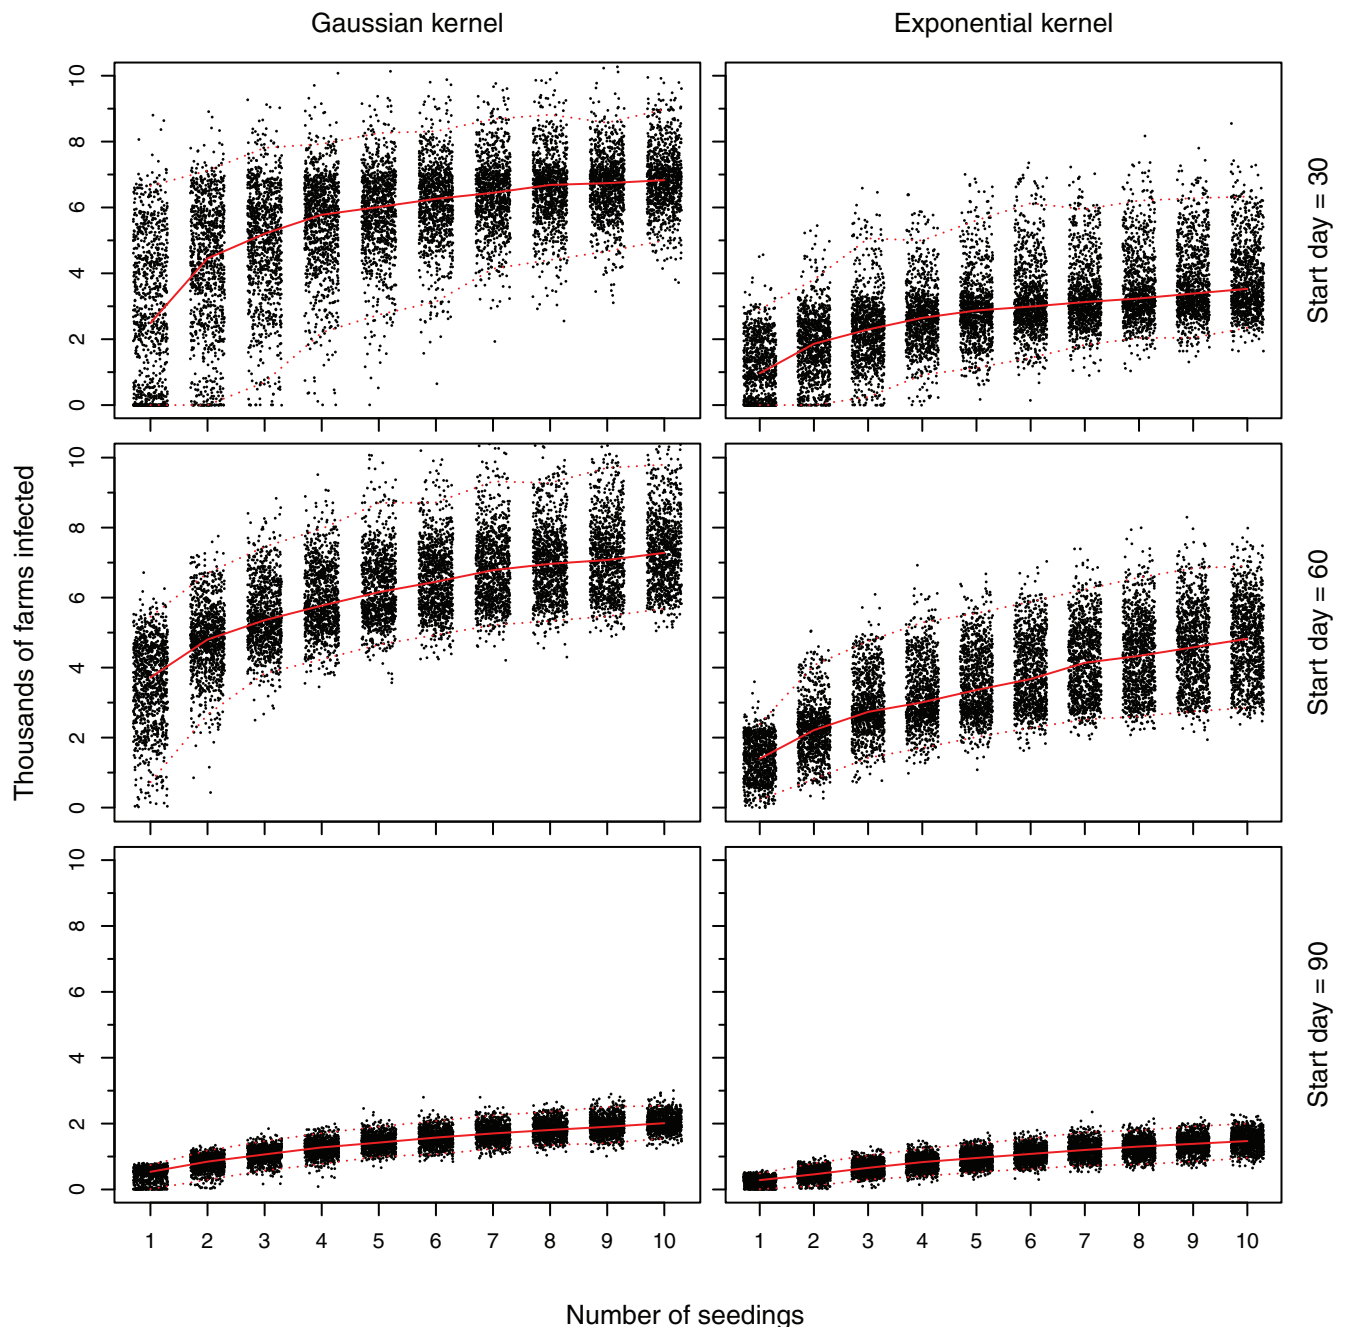 Gaussian kernel
Exponential kernel
0 2 4 6 8 10
Start day = 30
Thousands of farms infected
0 2 4 6 8 10
Start day = 60
0 2 4 6 8 10
Start day = 90
1 2 3 4 5 6 7 8 9 10
1 2 3 4 5 6 7 8 9 10
Number of seedings